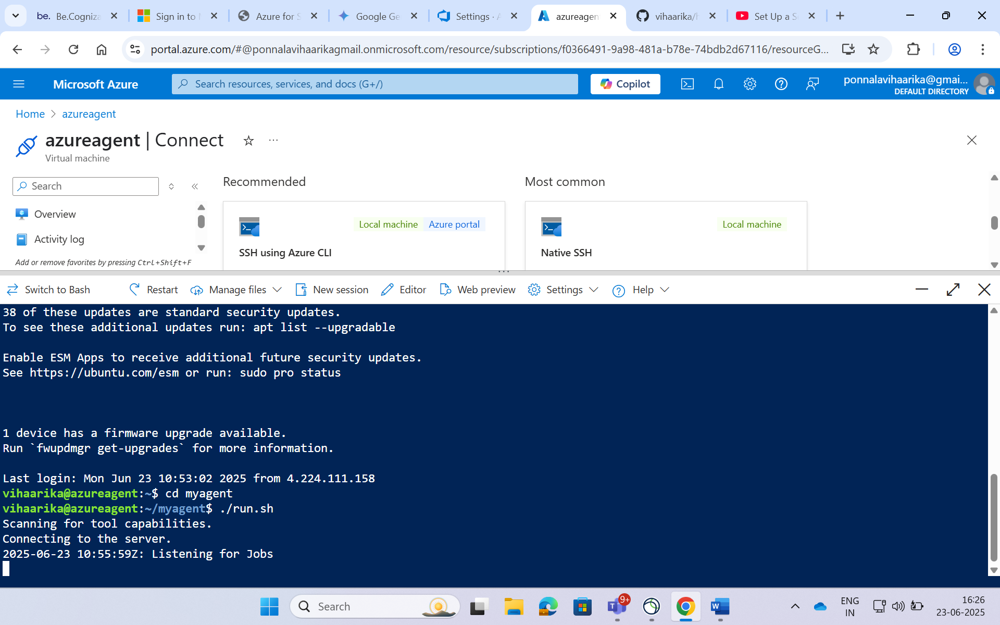 be. Be.Cogniza
Sign in to
Azure for S
Google Ge
Settings · A
azureagen
vihaarika/h
Set Up a S
portal.azure.com/#@ponnalavihaarikagmail.onmicrosoft.com/resource/subscriptions/f0366491-9a98-481a-b78e-74bdb2d67116/resourceG...
Microsoft Azure
Search resources, services, and docs (G+/)
Copilot
ponnalavihaarika@gmai...
DEFAULT DIRECTORY
Home > azureagent
azureagent | Connect
Virtual machine
Search
Overview
Activity log
Add or remove favorites by pressing Ctrl+Shift+F
Recommended
Local machine Azure portal
SSH using Azure CLI
Most common
Local machine
Native SSH
Switch to Bash Restart Manage files New session Editor Web preview Settings Help
38 of these updates are standard security updates.
To see these additional updates run: apt list --upgradable
Enable ESM Apps to receive additional future security updates.
See https://ubuntu.com/esm or run: sudo pro status
1 device has a firmware upgrade available.
Run `fwupdmgr get-upgrades` for more information.
Last login: Mon Jun 23 10:53:02 2025 from 4.224.111.158
vihaarika@azureagent:~$ cd myagent
vihaarika@azureagent:~/myagent$ ./run.sh
Scanning for tool capabilities.
Connecting to the server.
2025-06-23 10:55:59Z: Listening for Jobs
Search
9+
ENG
IN
16:26
23-06-2025